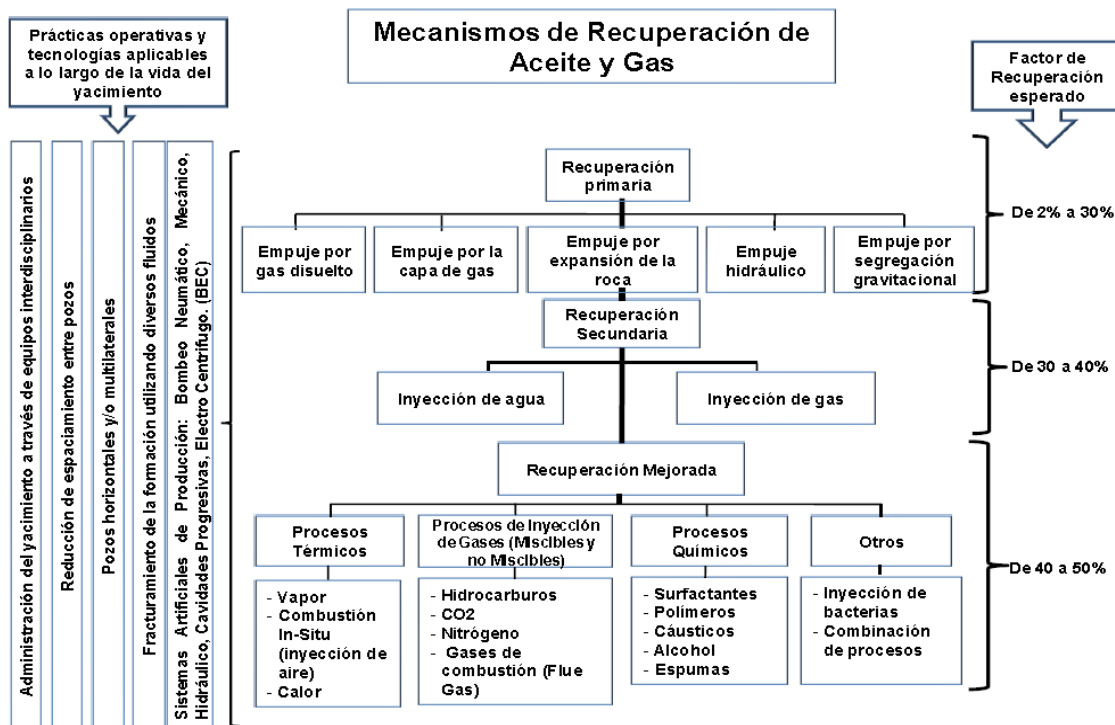 Prácticas operativas y
tecnologías aplicables
a lo largo de la vida del
yacimiento
Mecanismos de Recuperación de
Aceite y Gas
Factor de
Recuperación
esperado
Administración del yacimiento a través de equipos interdisciplinarios
Reducción de espaciamiento entre pozos
Pozos horizontales y/o multilaterales
Fracturamiento de la formación utilizando diversos fluidos
Sistemas Artificiales de Producción: Bombeo Neumático, Mecánico,
Hidráulico, Cavidades Progresivas, Electro Centrífugo. (BEC)
Recuperación
primaria
De 2% a 30%
Empuje por
gas disuelto
Empuje por la
capa de gas
Empuje por
expansión de la
roca
Empuje
hidráulico
Empuje por
segregación
gravitacional
Recuperación
Secundaria
De 30 a 40%
Inyección de agua
Inyección de gas
Recuperación Mejorada
De 40 a 50%
Procesos
Térmicos
Procesos de Inyección
de Gases (Miscibles y
no Miscibles)
Procesos
Químicos
Otros
- Vapor
- Combustión
In-Situ
(inyección de
aire)
- Calor
- Hidrocarburos
- CO2
- Nitrógeno
- Gases de
combustión (Flue
Gas)
- Surfactantes
- Polímeros
- Cáusticos
- Alcohol
- Espumas
- Inyección de
bacterias
- Combinación
de procesos